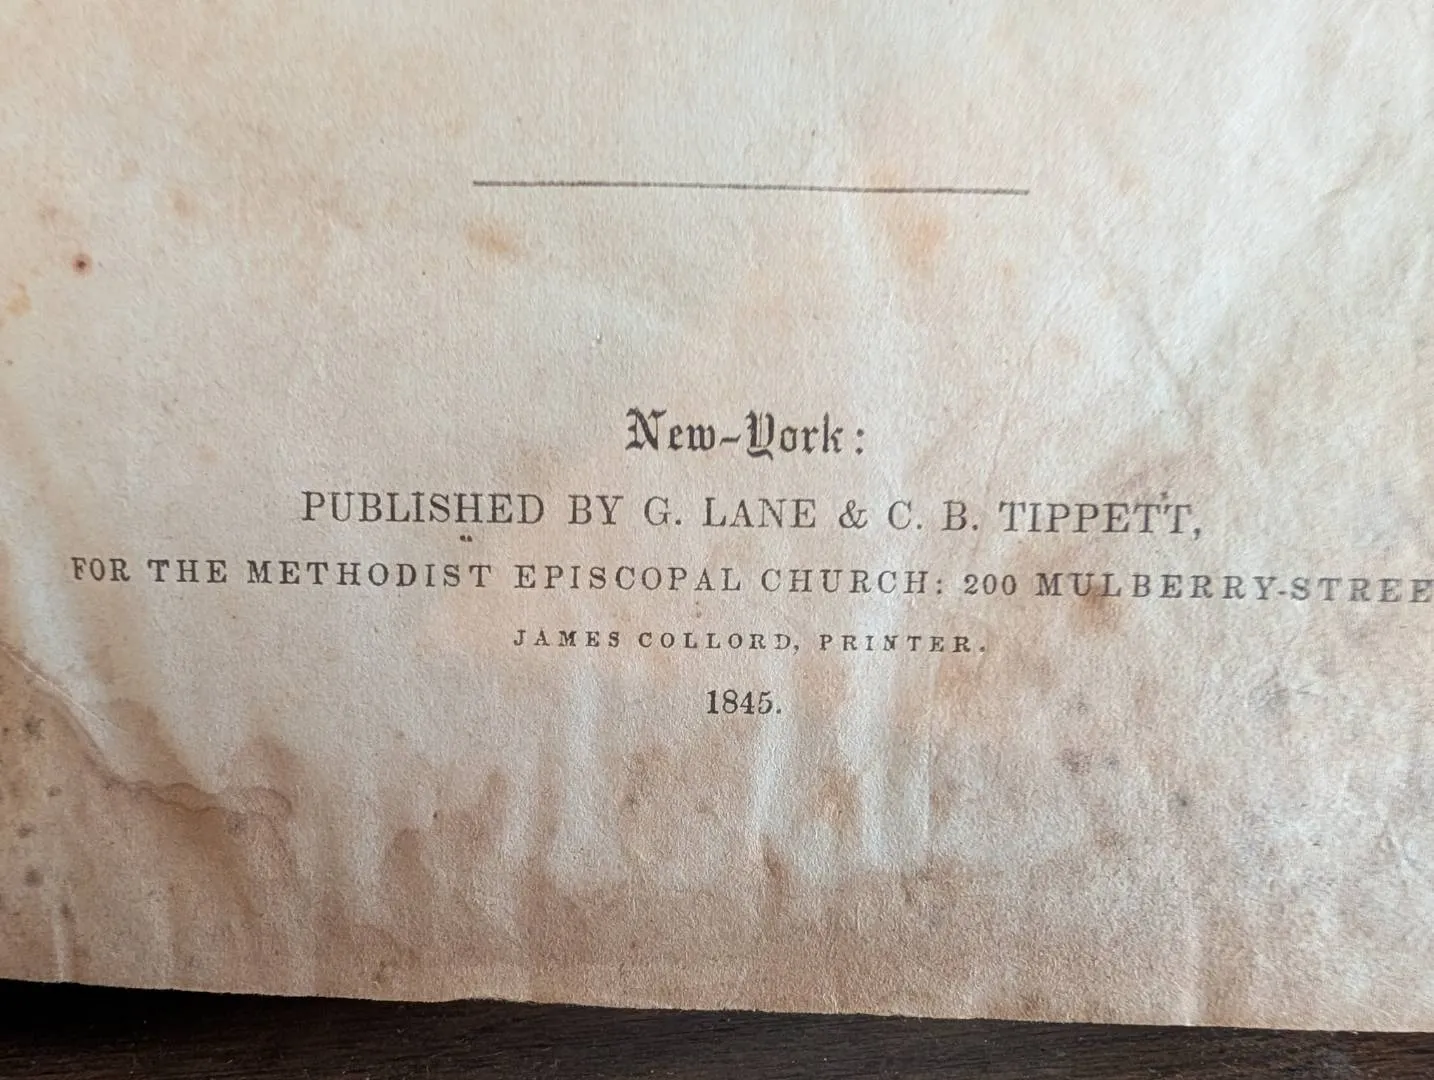 New-York:
PUBLISHED BY G. LANE & C. B. TIPPETT,
FOR THE METHODIST EPISCOPAL CHURCH: 200 MULBERRY-STREE
JAMES COLLORD, PRINTER.
1845.